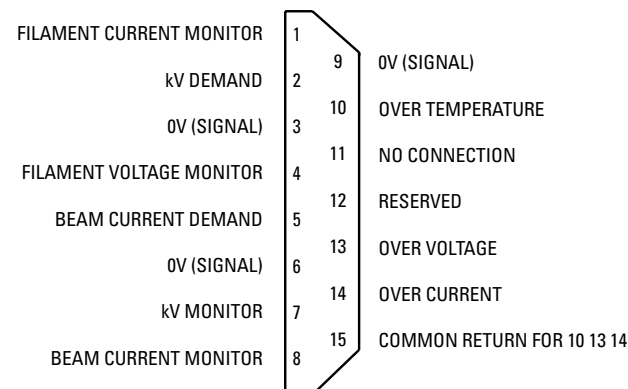 FILAMENT CURRENT MONITOR 1
kV DEMAND 2
0V (SIGNAL) 3
FILAMENT VOLTAGE MONITOR 4
BEAM CURRENT DEMAND 5
0V (SIGNAL) 6
kV MONITOR 7
BEAM CURRENT MONITOR 8
9 0V (SIGNAL)
10 OVER TEMPERATURE
11 NO CONNECTION
12 RESERVED
13 OVER VOLTAGE
14 OVER CURRENT
15 COMMON RETURN FOR 10 13 14